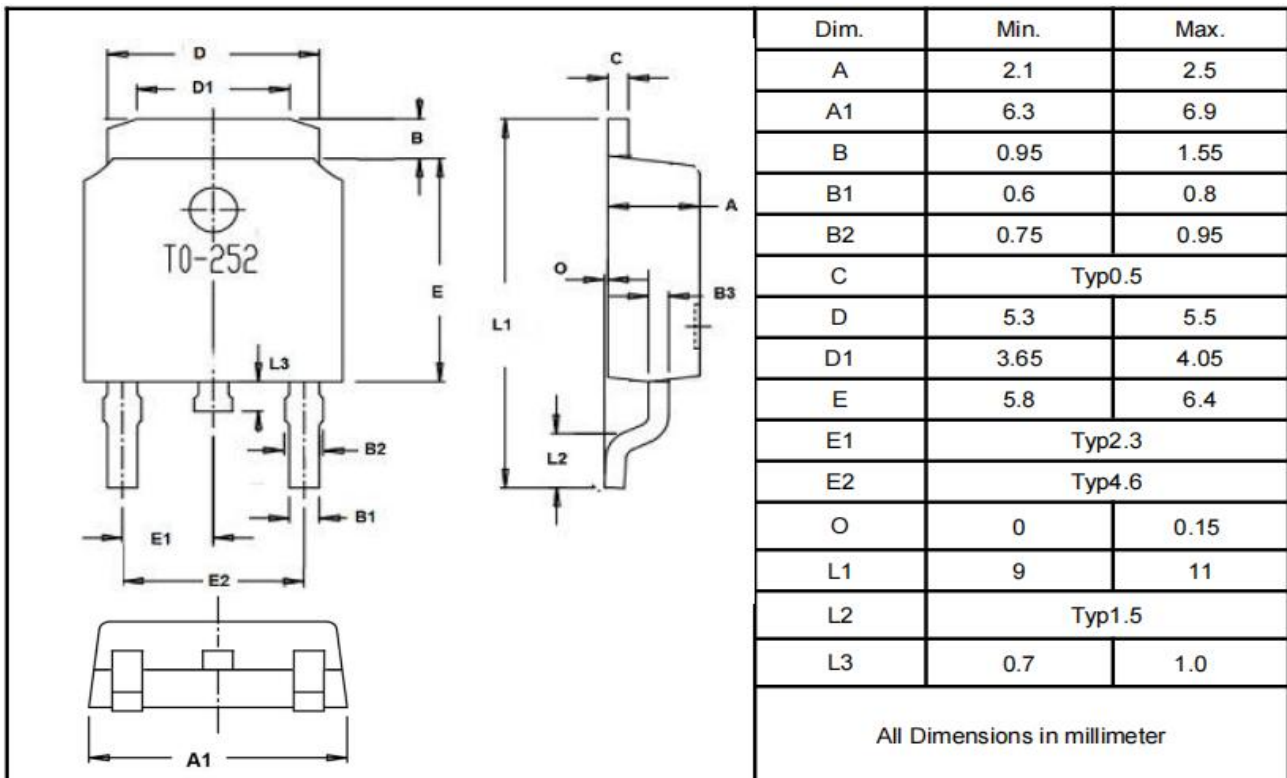 D
D1
B
TO-252
E
L3
B2
B1
E1
E2
A1
C
A
O
B3
L1
L2
Dim. Min. Max.
A 2.1 2.5
A1 6.3 6.9
B 0.95 1.55
B1 0.6 0.8
B2 0.75 0.95
C Typ0.5
D 5.3 5.5
D1 3.65 4.05
E 5.8 6.4
E1 Typ2.3
E2 Typ4.6
O 0 0.15
L1 9 11
L2 Typ1.5
L3 0.7 1.0
All Dimensions in millimeter